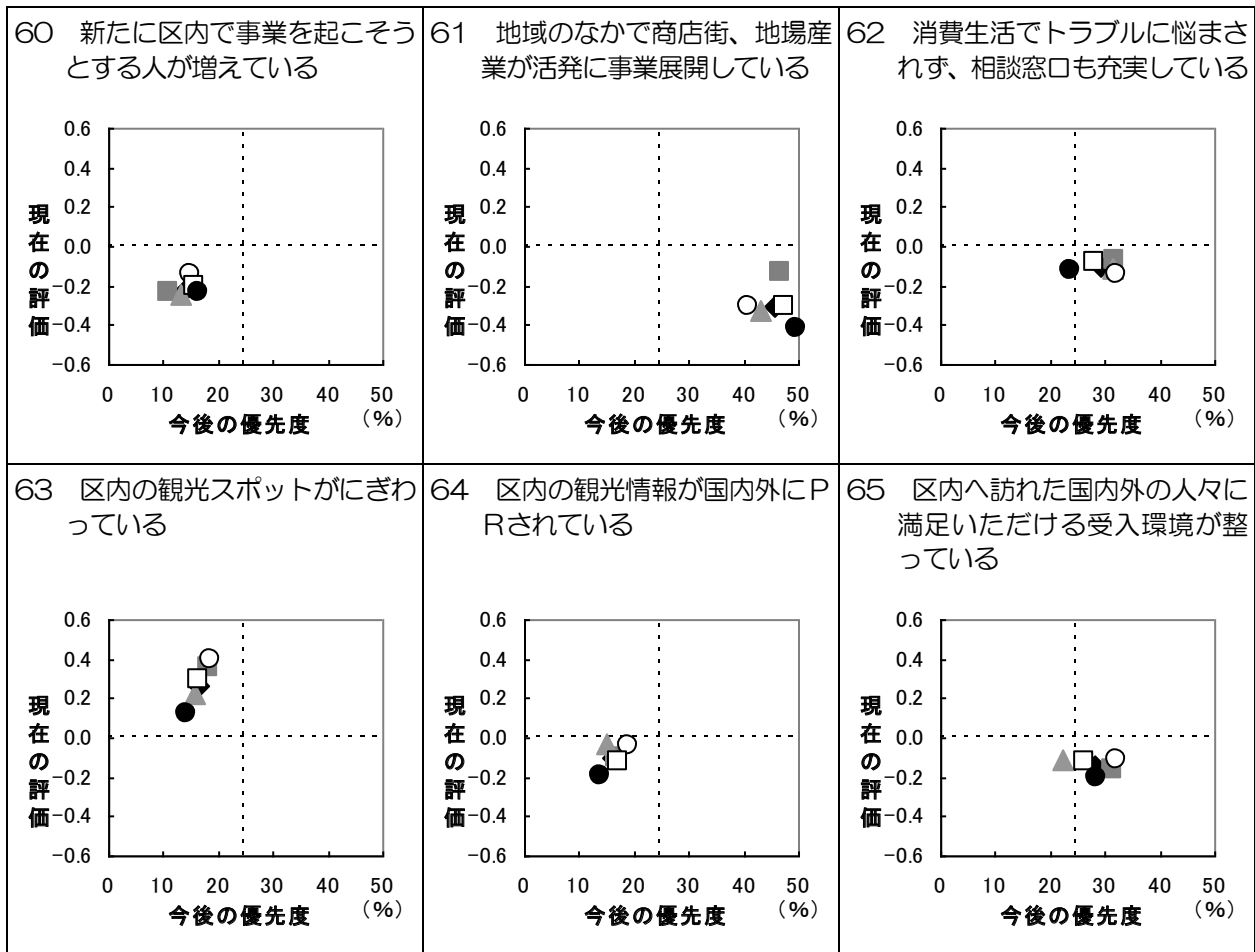 60 新たに区内で事業を起こそう
とする人が増えている
0.6
0.4
0.2
0.0
-0.2
-0.4
-0.6
現在の評価
0 10 20 30 40 50
今後の優先度 (%)
61 地域のなかで商店街、地場産
業が活発に事業展開している
0.6
0.4
0.2
0.0
-0.2
-0.4
-0.6
現在の評価
0 10 20 30 40 50
今後の優先度 (%)
62 消費生活でトラブルに悩まさ
れず、相談窓口も充実している
0.6
0.4
0.2
0.0
-0.2
-0.4
-0.6
現在の評価
0 10 20 30 40 50
今後の優先度 (%)
63 区内の観光スポットがにぎわ
っている
0.6
0.4
0.2
0.0
-0.2
-0.4
-0.6
現在の評価
0 10 20 30 40 50
今後の優先度 (%)
64 区内の観光情報が国内外にP
Rされている
0.6
0.4
0.2
0.0
-0.2
-0.4
-0.6
現在の評価
0 10 20 30 40 50
今後の優先度 (%)
65 区内へ訪れた国内外の人々に
満足いただける受入環境が整
っている
0.6
0.4
0.2
0.0
-0.2
-0.4
-0.6
現在の評価
0 10 20 30 40 50
今後の優先度 (%)